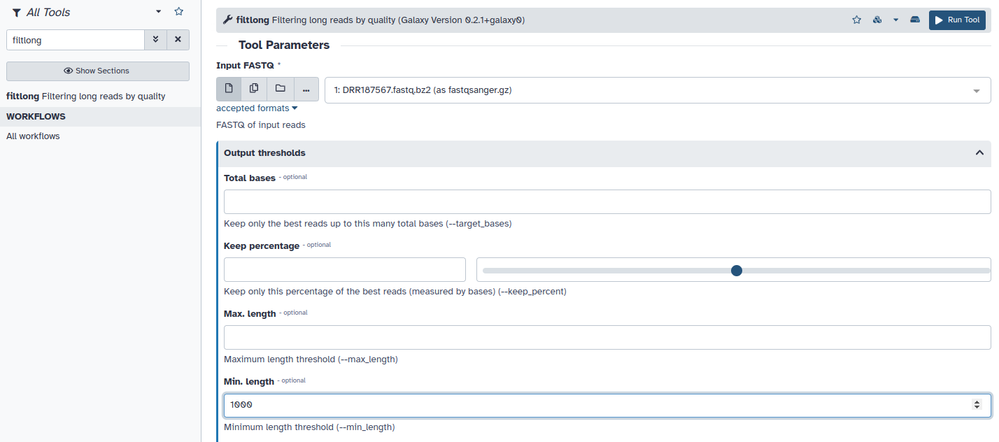 All Tools
filtlong
Show Sections
filtlong Filtering long reads by quality
WORKFLOWS
All workflows
filtlong Filtering long reads by quality (Galaxy Version 0.2.1+galaxy0)
Run Tool
Tool Parameters
Input FASTQ *
...
1: DRR187567.fastq.bz2 (as fastqsanger.gz)
accepted formats
FASTQ of input reads
Output thresholds
Total bases - optional
Keep only the best reads up to this many total bases (--target_bases)
Keep percentage - optional
Keep only this percentage of the best reads (measured by bases) (--keep_percent)
Max. length - optional
Maximum length threshold (--max_length)
Min. length - optional
1000
Minimum length threshold (--min_length)